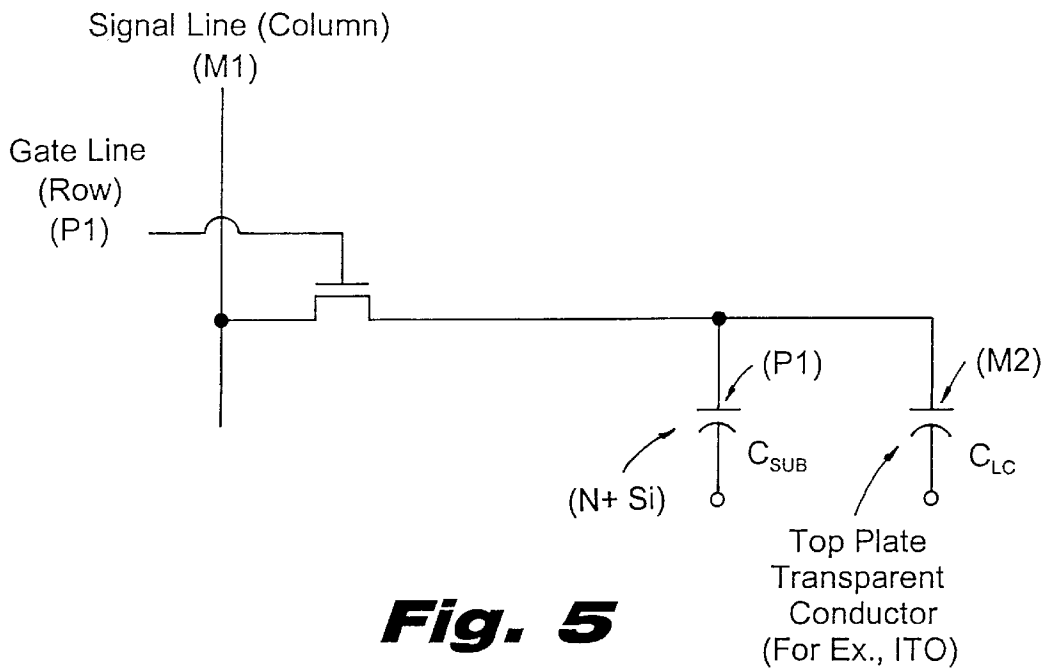 Signal Line (Column)
(M1)
Gate Line
(Row)
(P1)
(P1)
(M2)
C_SUB
C_LC
(N+ Si)
Top Plate
Transparent
Conductor
(For Ex., ITO)
Fig. 5